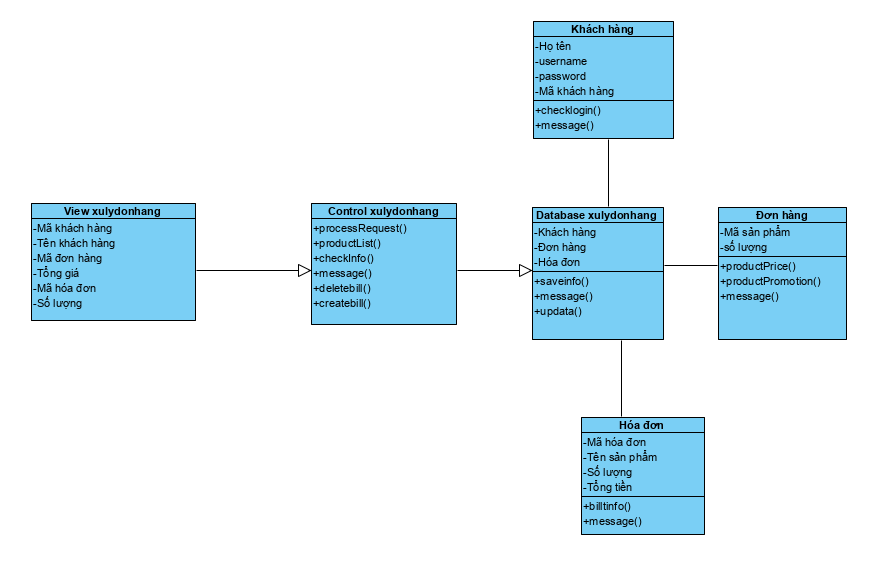 Khách hàng
-Họ tên
-username
-password
-Mã khách hàng
+checklogin()
+message()
View xulydonhang
-Mã khách hàng
-Tên khách hàng
-Mã đơn hàng
-Tổng giá
-Mã hóa đơn
-Số lượng
Control xulydonhang
+processRequest()
+productList()
+checkInfo()
+message()
+deletebill()
+createbill()
Database xulydonhang
-Khách hàng
-Đơn hàng
-Hóa đơn
+saveinfo()
+message()
+updata()
Đơn hàng
-Mã sản phẩm
-số lượng
+productPrice()
+productPromotion()
+message()
Hóa đơn
-Mã hóa đơn
-Tên sản phẩm
-Số lượng
-Tổng tiền
+billtinfo()
+message()